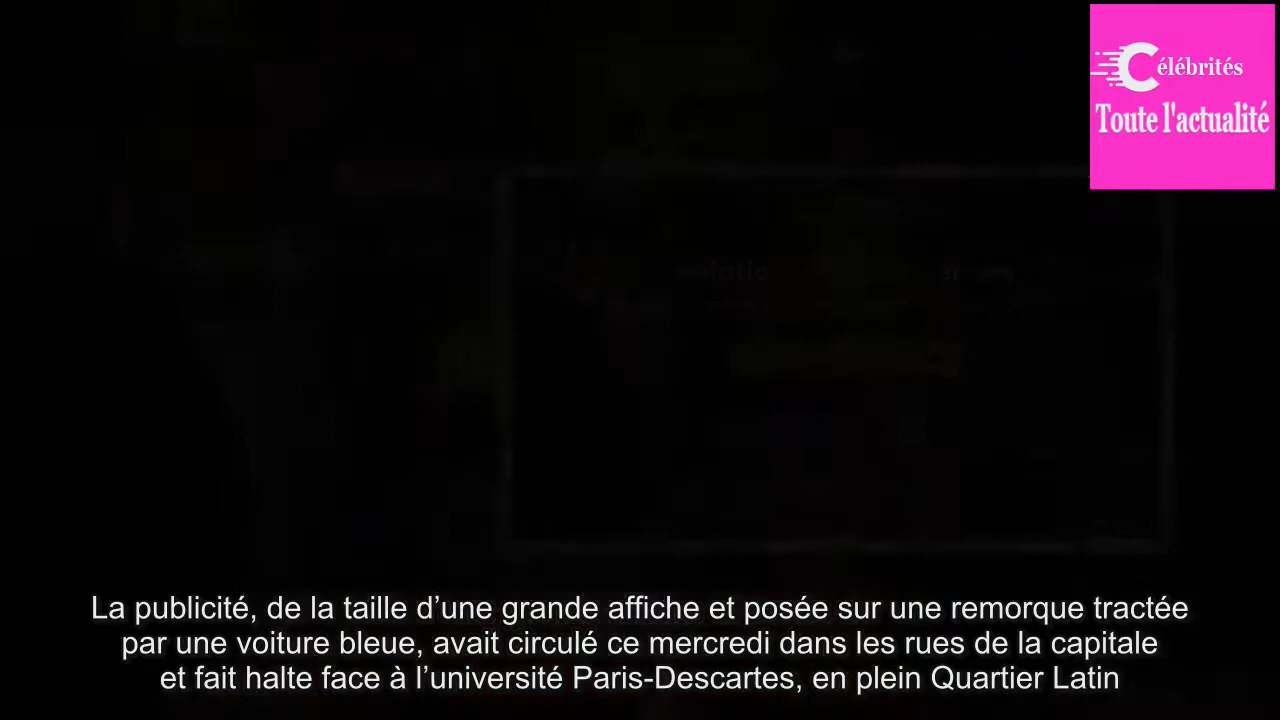 Célébrités
Toute l'actualité
La publicité, de la taille d’une grande affiche et posée sur une remorque tractée
par une voiture bleue, avait circulé ce mercredi dans les rues de la capitale
et fait halte face à l’université Paris-Descartes, en plein Quartier Latin